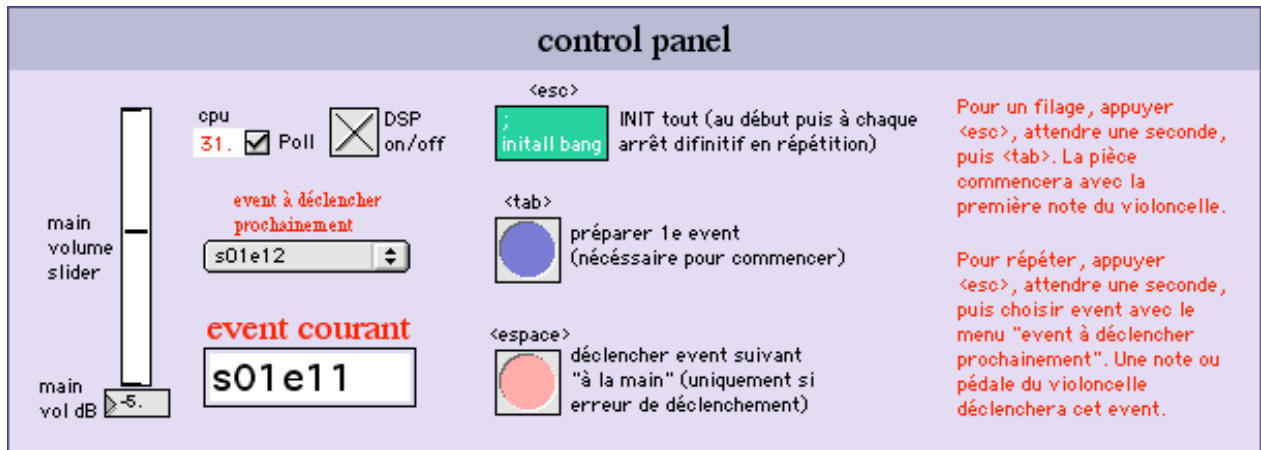 control panel
cpu
31.
Poll
DSP
on/off
event à déclencher
prochainement
s01e12
event courant
s01e11
main
volume
slider
main
vol dB
-5.
<esc>
;
initall bang
INIT tout (au début puis à chaque
arrêt difinitif en répétition)
<tab>
préparer 1e event
(nécéssaire pour commencer)
<espace>
déclencher event suivant
"à la main" (uniquement si
erreur de déclenchement)
Pour un filage, appuyer
<esc>, attendre une seconde,
puis <tab>. La pièce
commencera avec la
première note du violoncelle.
Pour répéter, appuyer
<esc>, attendre une seconde,
puis choisir event avec le
menu "event à déclencher
prochainement". Une note ou
pédale du violoncelle
déclenchera cet event.